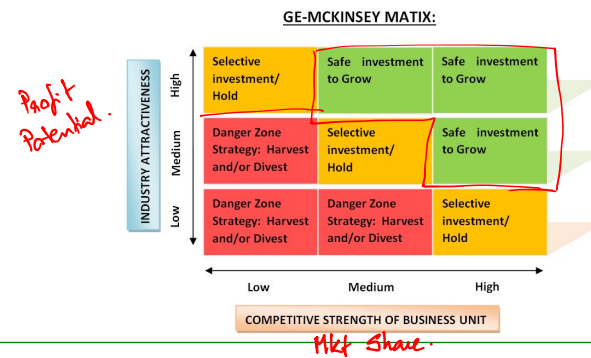 GE-MCKINSEY MATIX:
INDUSTRY ATTRACTIVENESS
High
Medium
Low
Selective
investment/
Hold
Safe investment
to Grow
Safe investment
to Grow
Profit
Potential.
Danger Zone
Strategy: Harvest
and/or Divest
Selective
investment/
Hold
Safe investment
to Grow
Danger Zone
Strategy: Harvest
and/or Divest
Danger Zone
Strategy: Harvest
and/or Divest
Selective
investment/
Hold
Low
Medium
High
COMPETITIVE STRENGTH OF BUSINESS UNIT
Mkt Share.